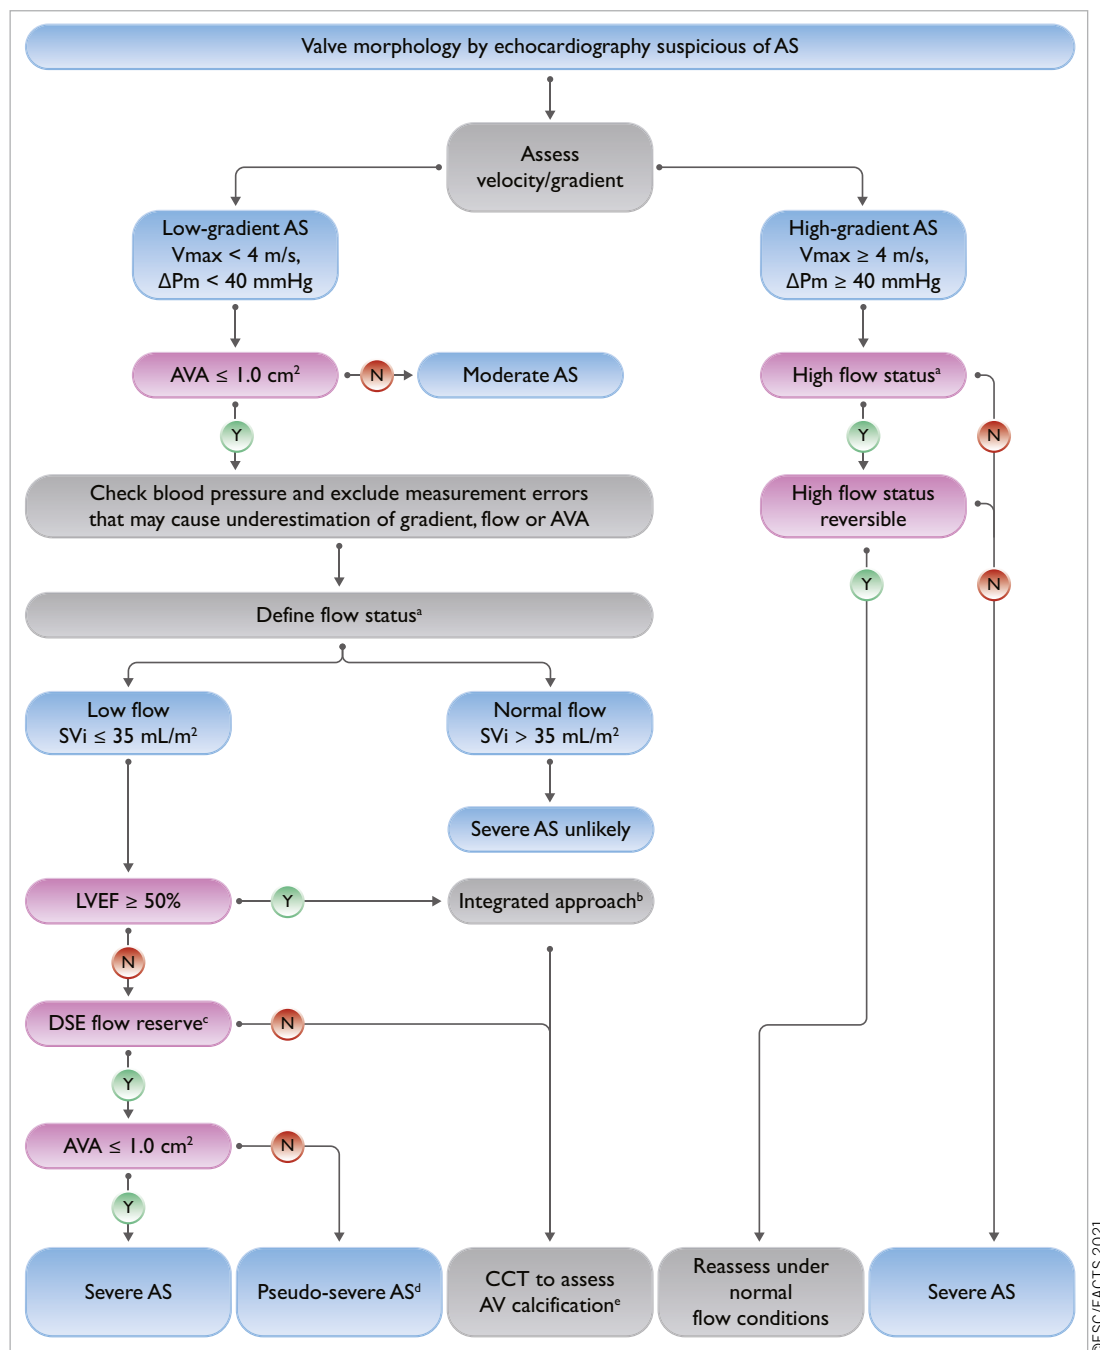 Valve morphology by echocardiography suspicious of AS
Assess
velocity/gradient
Low-gradient AS
Vmax < 4 m/s,
ΔPm < 40 mmHg
High-gradient AS
Vmax ≥ 4 m/s,
ΔPm ≥ 40 mmHg
AVA ≤ 1.0 cm²
N
Moderate AS
High flow statusᵃ
Y
Y
N
Check blood pressure and exclude measurement errors
that may cause underestimation of gradient, flow or AVA
High flow status
reversible
Y
N
Define flow statusᵃ
Low flow
SVi ≤ 35 mL/m²
Normal flow
SVi > 35 mL/m²
Severe AS unlikely
LVEF ≥ 50%
Y
Integrated approachᵇ
N
DSE flow reserveᶜ
N
Y
AVA ≤ 1.0 cm²
N
Y
Severe AS
Pseudo-severe ASᵈ
CCT to assess
AV calcificationᵉ
Reassess under
normal
flow conditions
Severe AS
©ESC/EACTS 2021